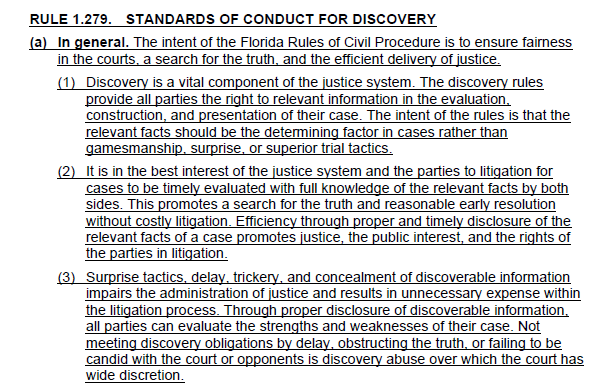 RULE 1.279. STANDARDS OF CONDUCT FOR DISCOVERY
(a) In general. The intent of the Florida Rules of Civil Procedure is to ensure fairness
in the courts, a search for the truth, and the efficient delivery of justice.
(1) Discovery is a vital component of the justice system. The discovery rules
provide all parties the right to relevant information in the evaluation,
construction, and presentation of their case. The intent of the rules is that the
relevant facts should be the determining factor in cases rather than
gamesmanship, surprise, or superior trial tactics.
(2) It is in the best interest of the justice system and the parties to litigation for
cases to be timely evaluated with full knowledge of the relevant facts by both
sides. This promotes a search for the truth and reasonable early resolution
without costly litigation. Efficiency through proper and timely disclosure of the
relevant facts of a case promotes justice, the public interest, and the rights of
the parties in litigation.
(3) Surprise tactics, delay, trickery, and concealment of discoverable information
impairs the administration of justice and results in unnecessary expense within
the litigation process. Through proper disclosure of discoverable information,
all parties can evaluate the strengths and weaknesses of their case. Not
meeting discovery obligations by delay, obstructing the truth, or failing to be
candid with the court or opponents is discovery abuse over which the court has
wide discretion.